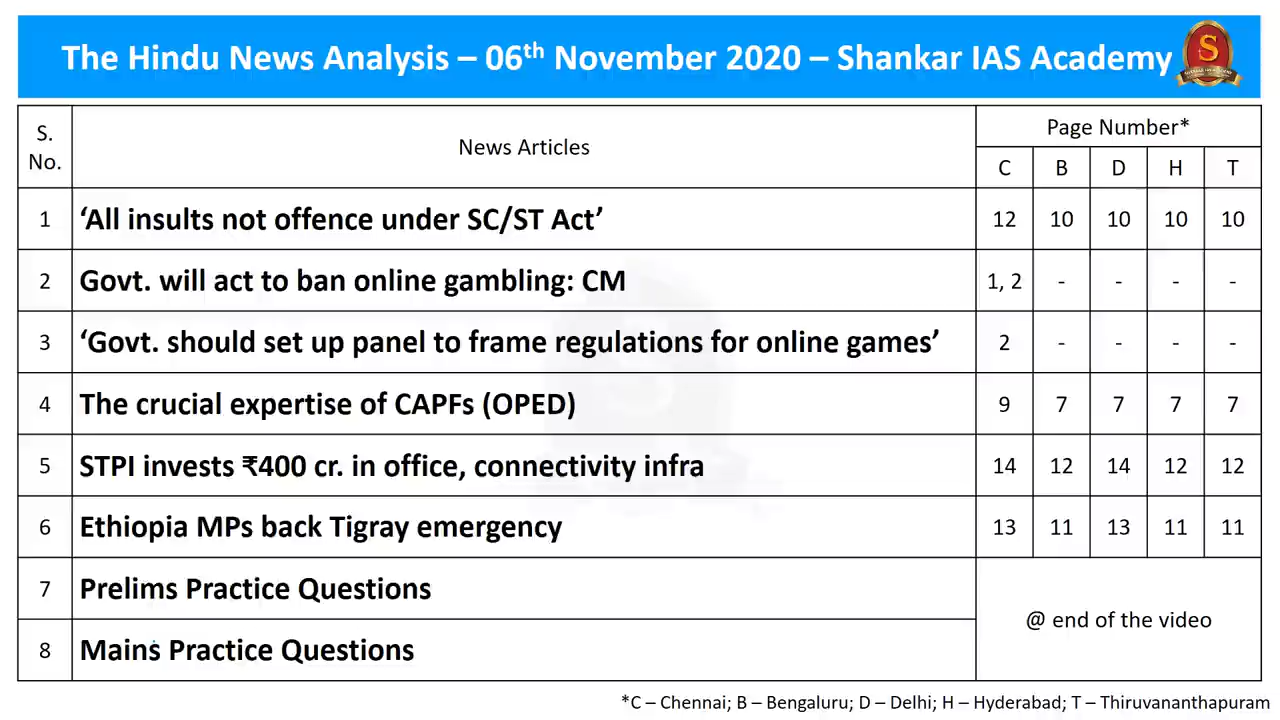 The Hindu News Analysis – 06th November 2020 – Shankar IAS Academy
S
S. No. News Articles Page Number*
C B D H T
1 ‘All insults not offence under SC/ST Act’ 12 10 10 10 10
2 Govt. will act to ban online gambling: CM 1, 2 - - - -
3 ‘Govt. should set up panel to frame regulations for online games’ 2 - - - -
4 The crucial expertise of CAPFs (OPED) 9 7 7 7 7
5 STPI invests ₹400 cr. in office, connectivity infra 14 12 14 12 12
6 Ethiopia MPs back Tigray emergency 13 11 13 11 11
7 Prelims Practice Questions @ end of the video
8 Mains Practice Questions
*C – Chennai; B – Bengaluru; D – Delhi; H – Hyderabad; T – Thiruvananthapuram